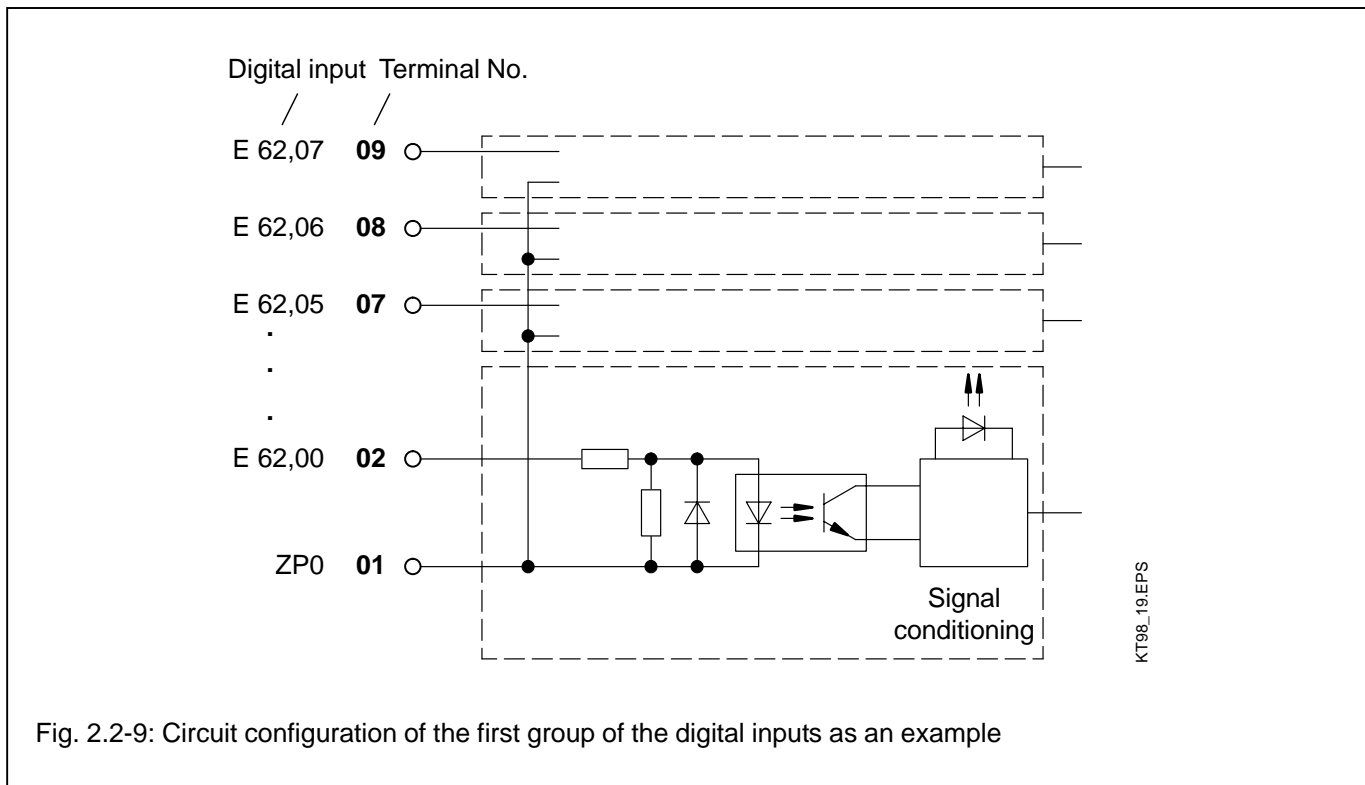 Digital input Terminal No.
E 62,07 09
E 62,06 08
E 62,05 07
.
.
.
E 62,00 02
ZP0 01
Signal
conditioning
KT98_19.EPS
Fig. 2.2-9: Circuit configuration of the first group of the digital inputs as an example